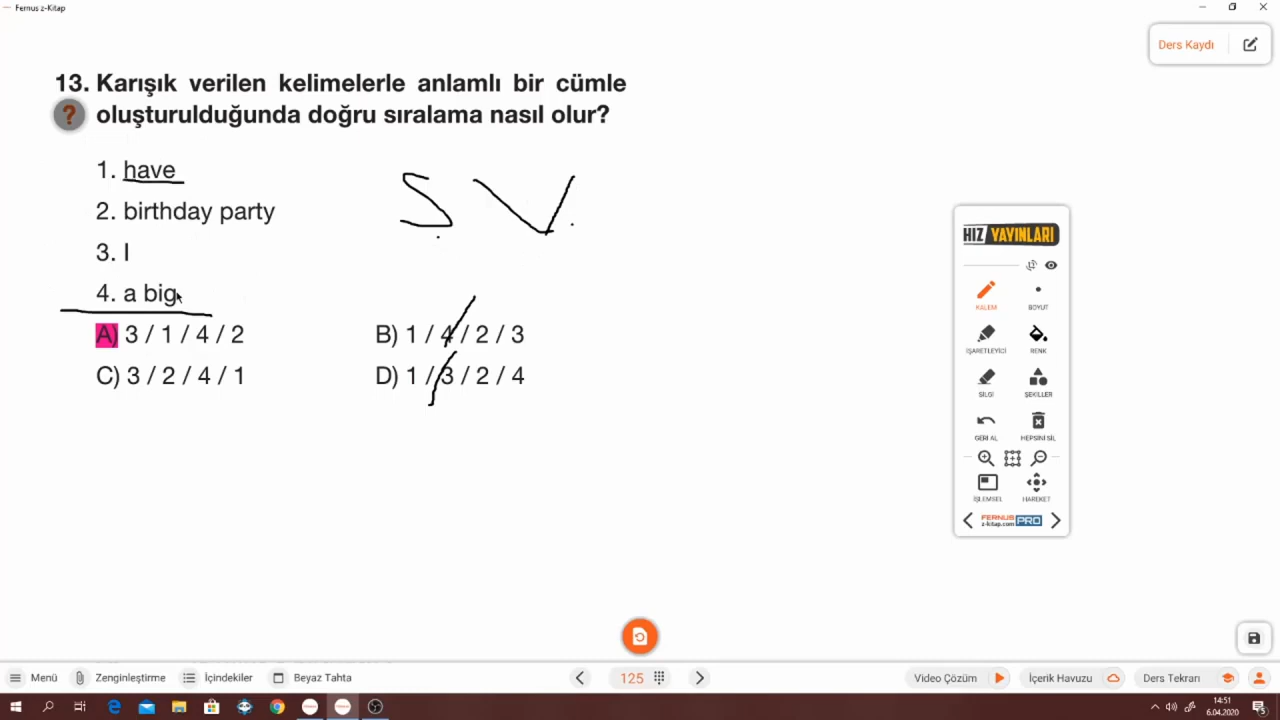 Fernus z-Kitap
Ders Kaydı
13. Karışık verilen kelimelerle anlamlı bir cümle
oluşturulduğunda doğru sıralama nasıl olur?
1. have
2. birthday party
3. I
4. a big
S. V.
A) 3 / 1 / 4 / 2
B) 1 / 4 / 2 / 3
C) 3 / 2 / 4 / 1
D) 1 / 3 / 2 / 4
HIZ YAYINLARI
KALEM
BOYUT
İŞARETLEYİCİ
RENK
SİLGİ
ŞEKİLLER
GERİ AL
HEPSİNİ SİL
İŞLEMSEL
HAREKET
FERNUS
z-kitap.com PRO
Menü
Zenginleştirme
İçindekiler
Beyaz Tahta
125
Video Çözüm
İçerik Havuzu
Ders Tekrarı
14:51
6.04.2020
5